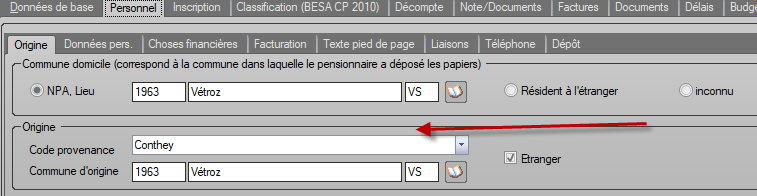 Données de base Personnel Inscription Classification (BESA CP 2010) Décompte Note/Documents Factures Documents Délais Budge
Origine Données pers. Choses financières Facturation Texte pied de page Liaisons Téléphone Dépôt
Commune domicile (correspond à la commune dans laquelle le pensionnaire a déposé les papiers)
NPA, Lieu 1963 Vétroz VS Résident à l'étranger inconnu
Origine
Code provenance Conthey
Etranger
Commune d'origine 1963 Vétroz VS